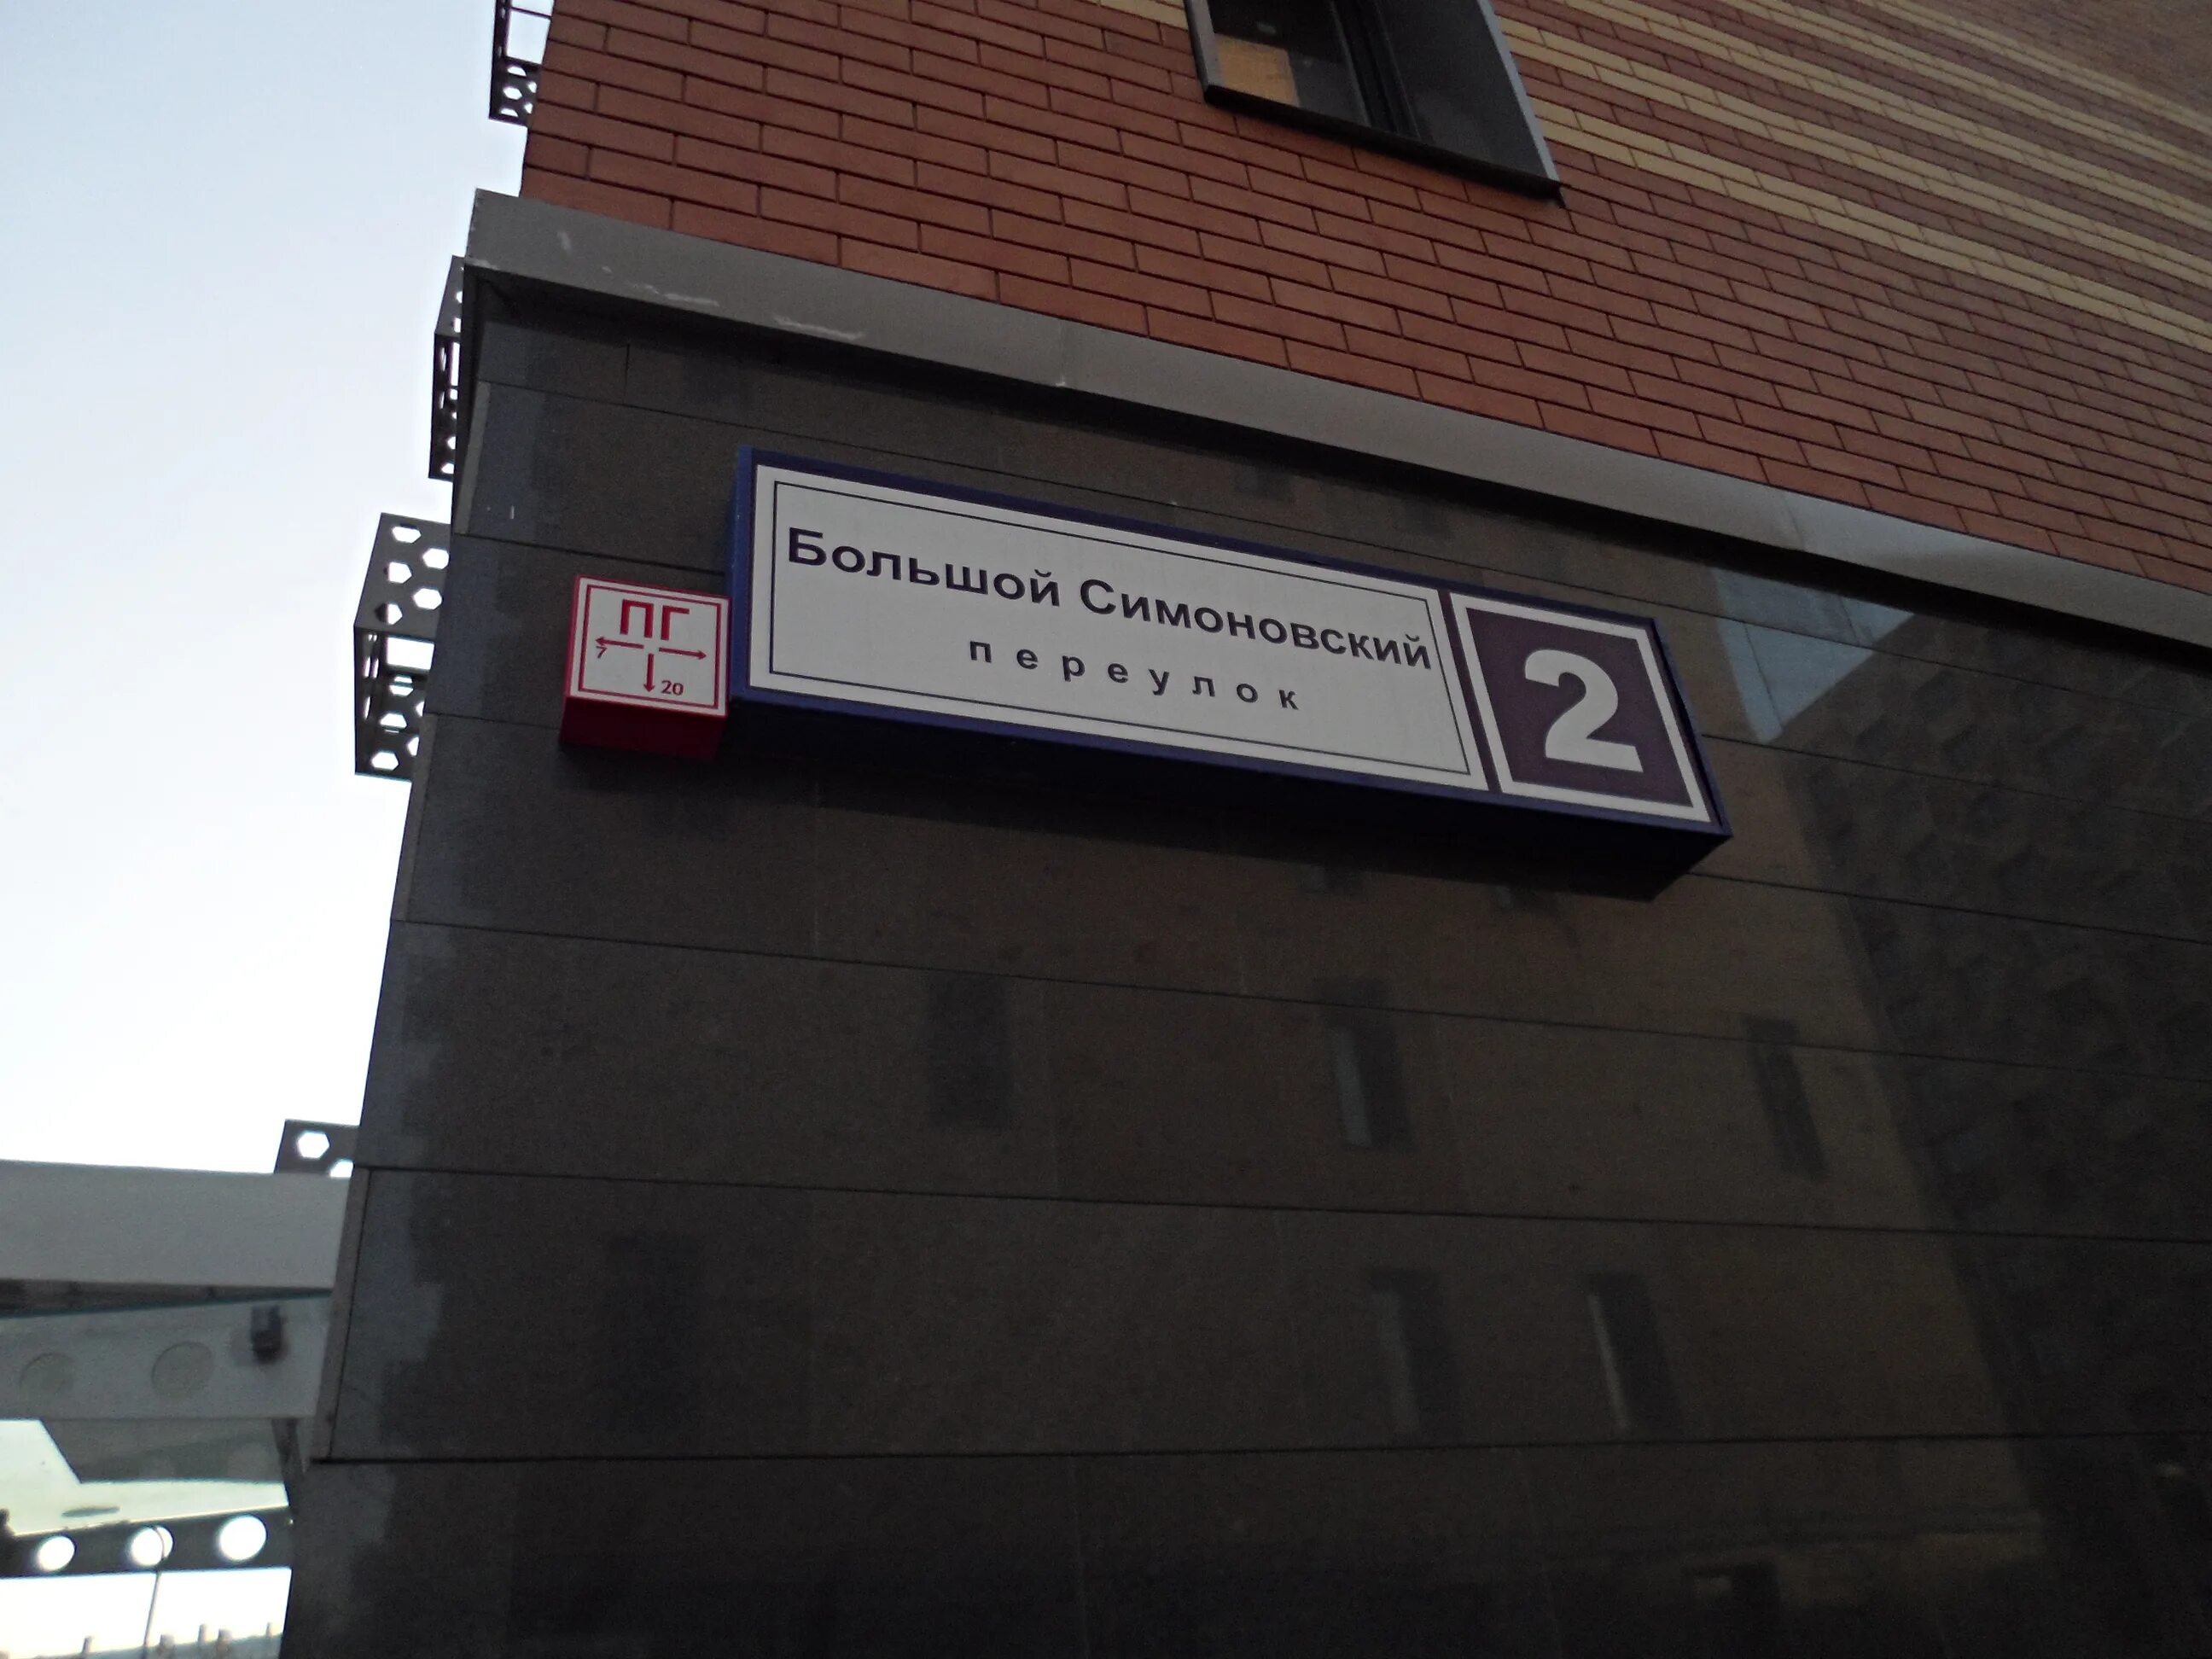 Большой Симоновский
переулок
2
ПГ
7
20